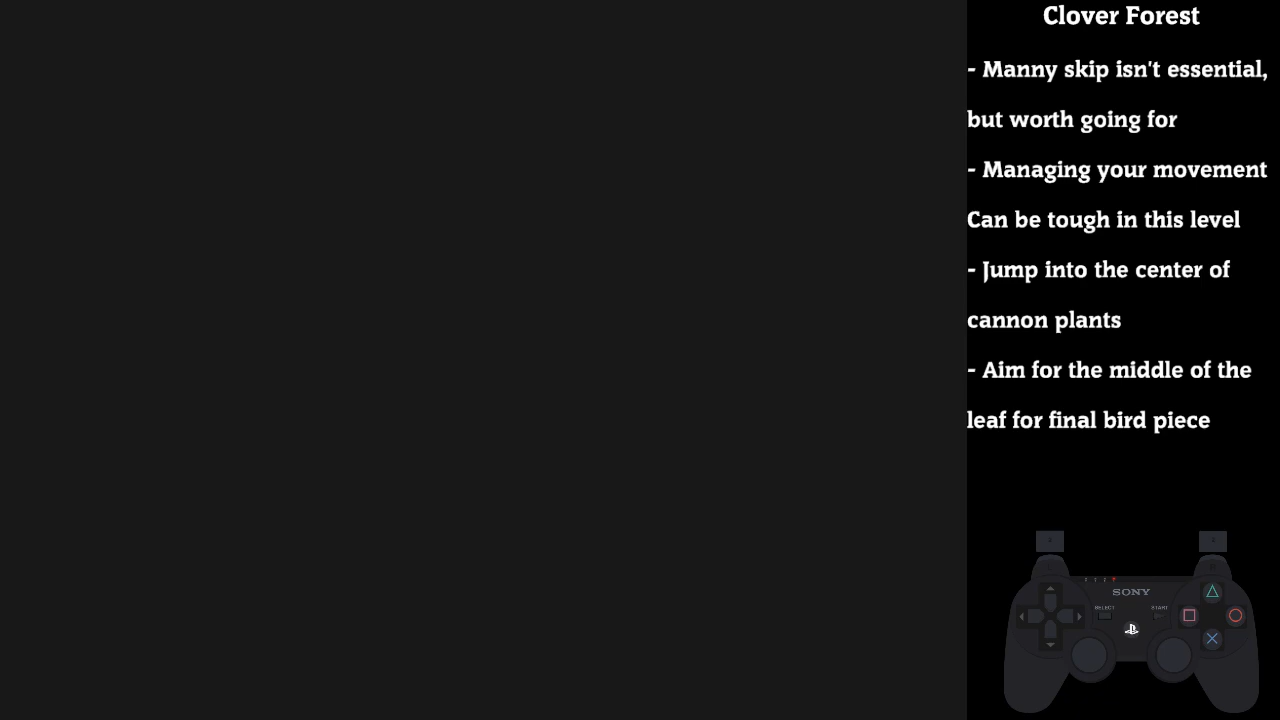 Clover Forest
- Manny skip isn't essential,
but worth going for
- Managing your movement
Can be tough in this level
- Jump into the center of
cannon plants
- Aim for the middle of the
leaf for final bird piece
SONY
SELECT
START